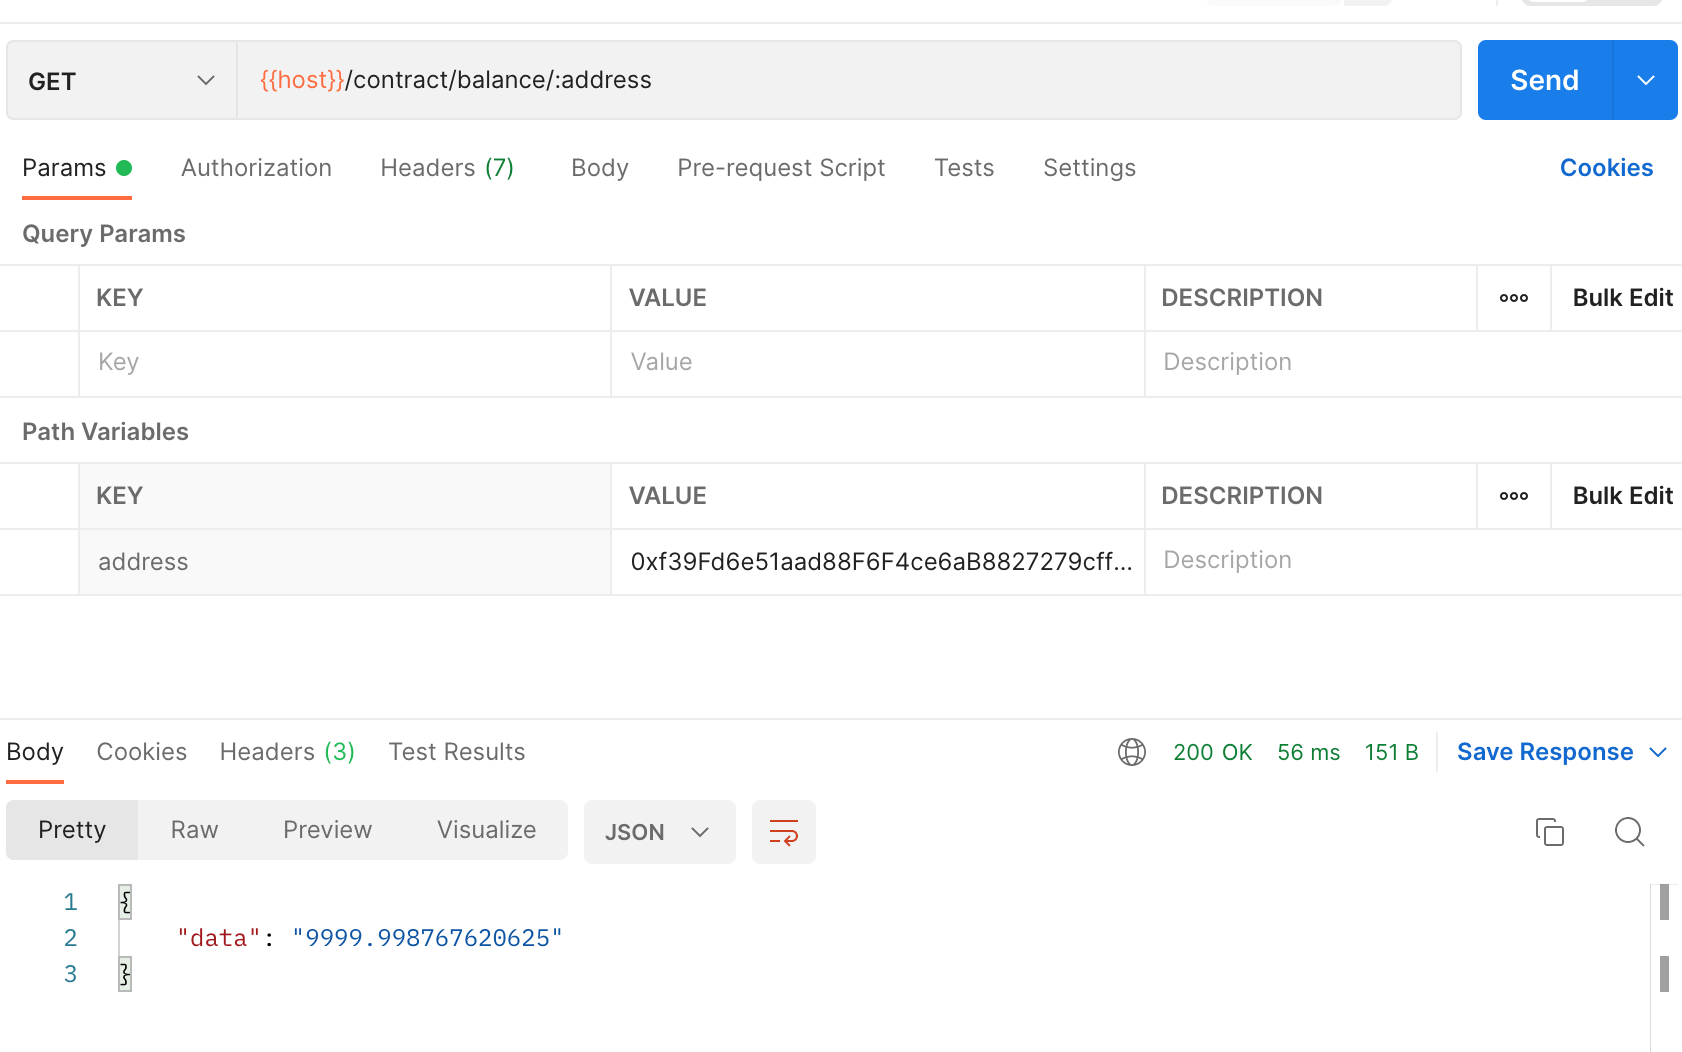 GET {{host}}/contract/balance/:address Send
Params Authorization Headers (7) Body Pre-request Script Tests Settings Cookies
Query Params
KEY VALUE DESCRIPTION ooo Bulk Edit
Key Value Description
Path Variables
KEY VALUE DESCRIPTION ooo Bulk Edit
address 0xf39Fd6e51aad88F6F4ce6aB8827279cff... Description
Body Cookies Headers (3) Test Results 200 OK 56 ms 151 B Save Response
Pretty Raw Preview Visualize JSON
1 {
2 "data": "9999.998767620625"
3 }